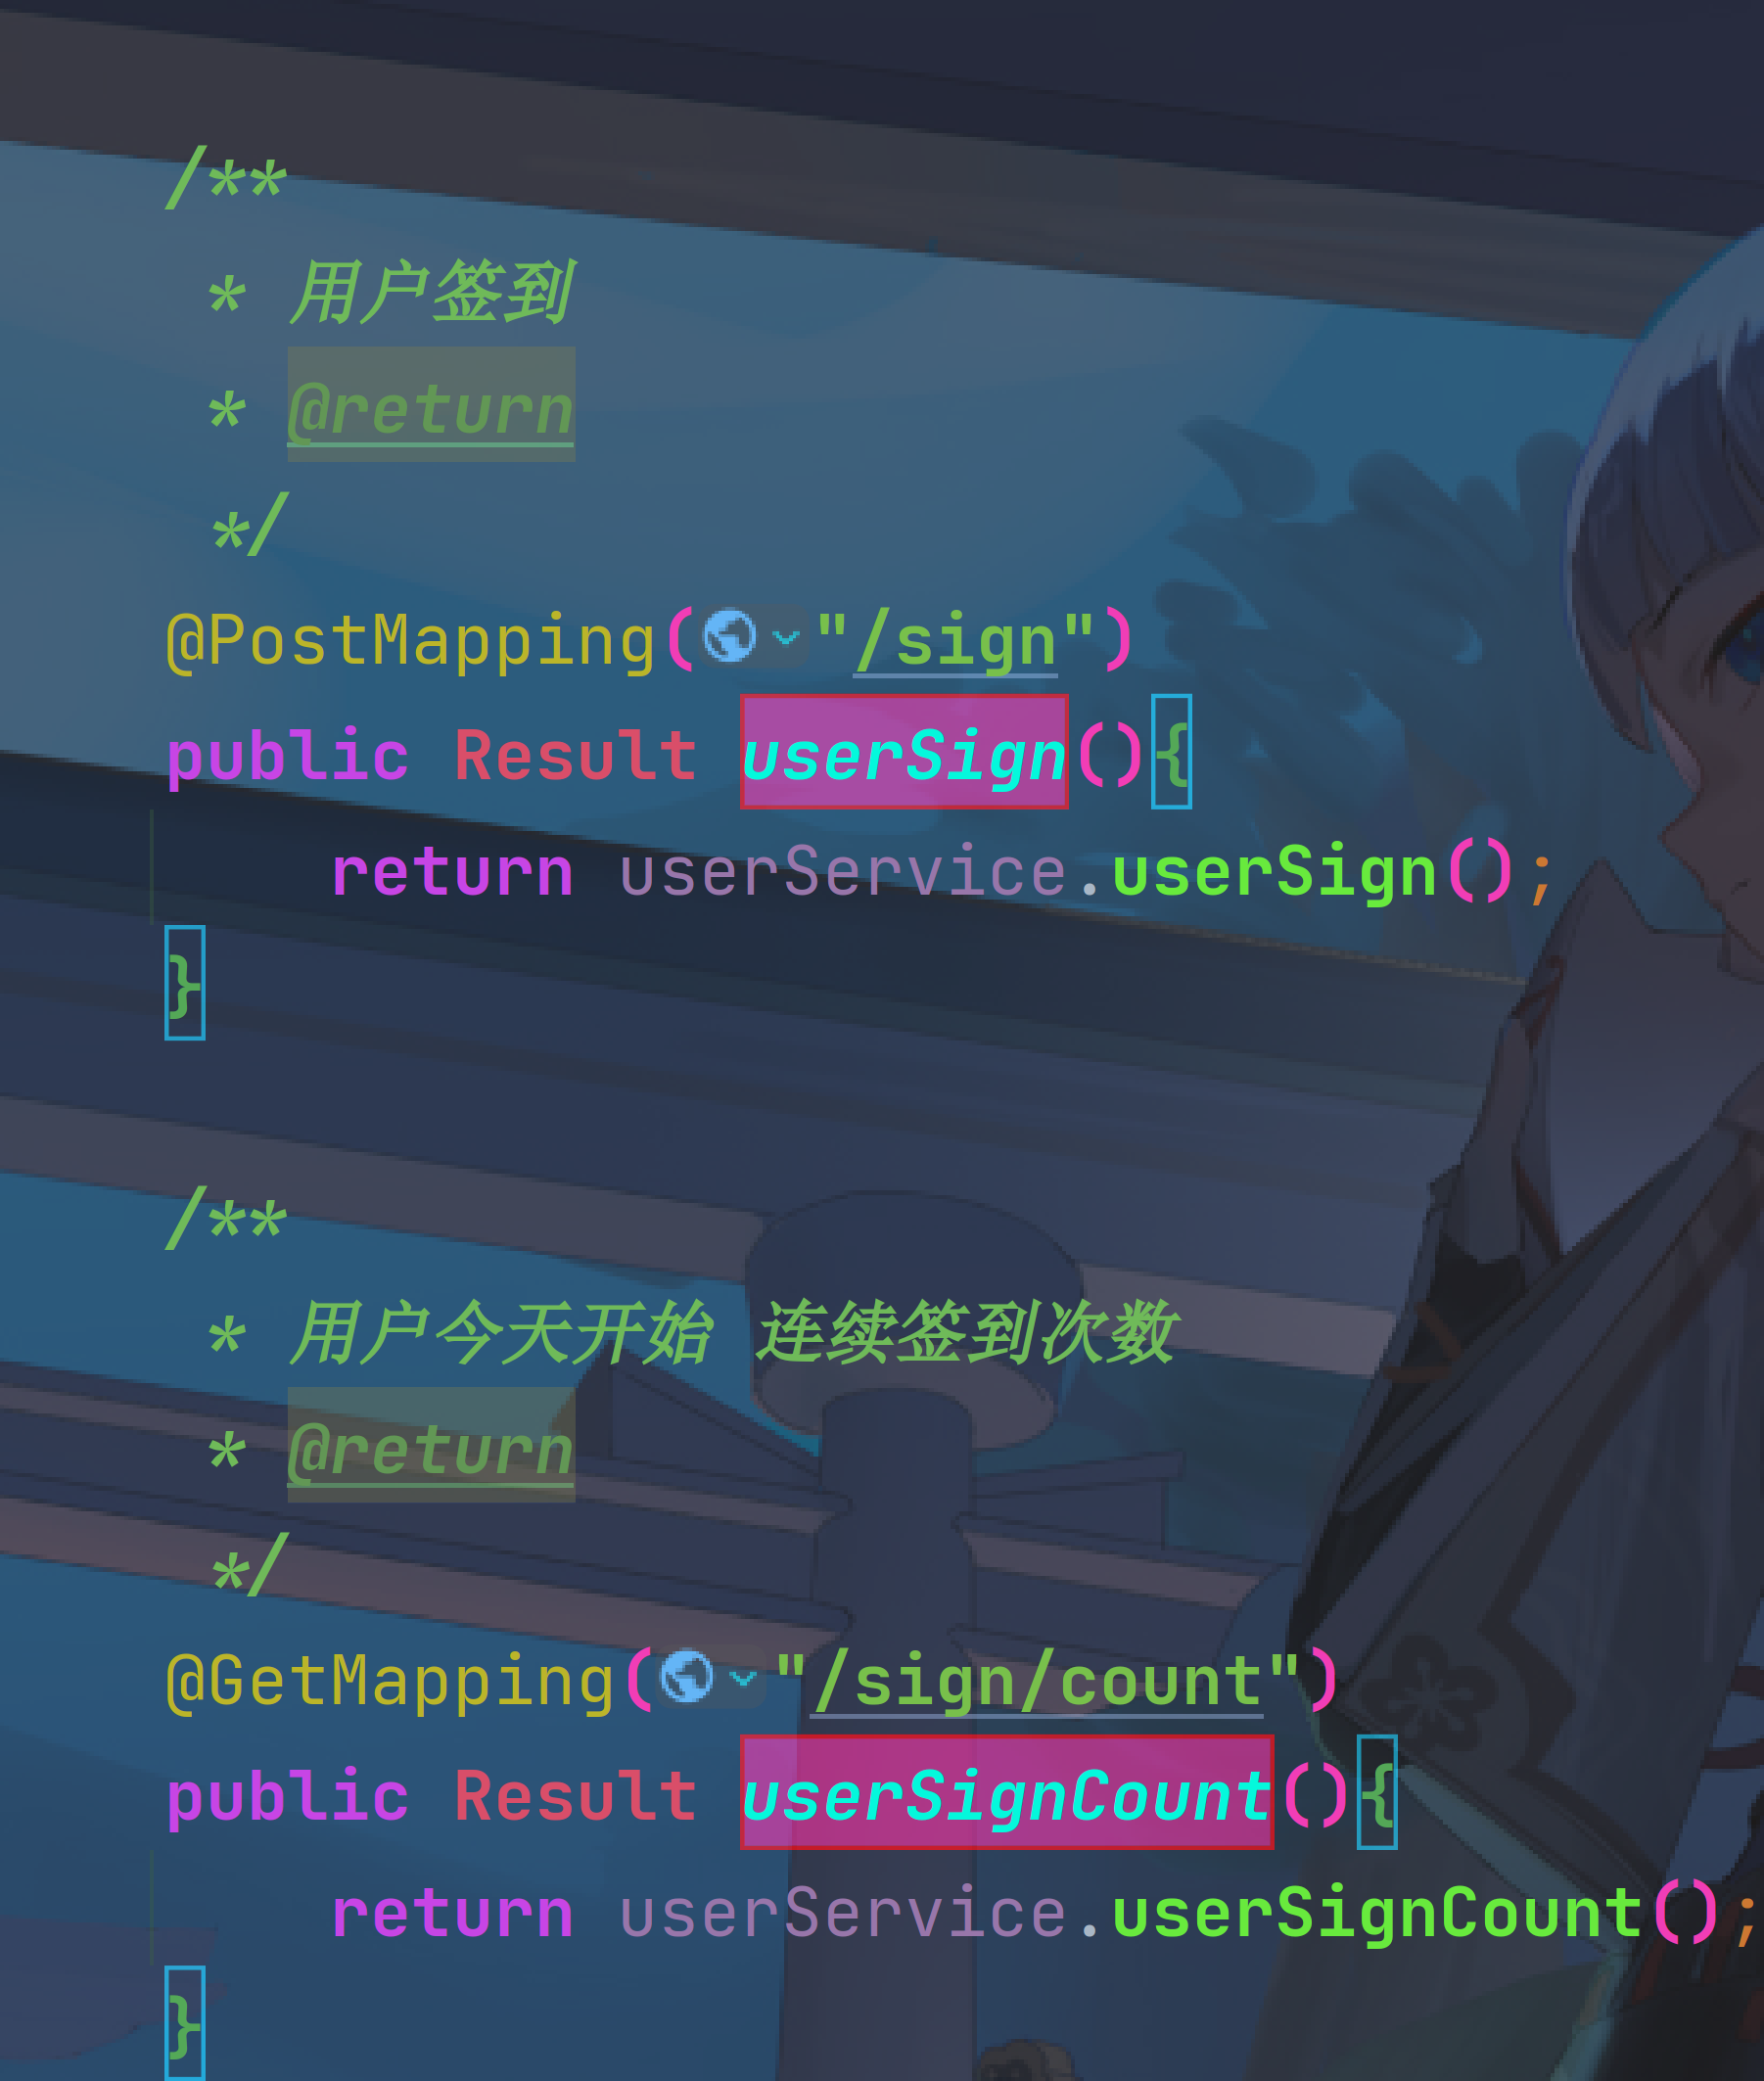 /**
 * 用户签到
 * @return
 */
@PostMapping("/sign")
public Result userSign(){
    return userService.userSign();
}
/**
 * 用户今天开始 连续签到次数
 * @return
 */
@GetMapping("/sign/count")
public Result userSignCount(){
    return userService.userSignCount();
}